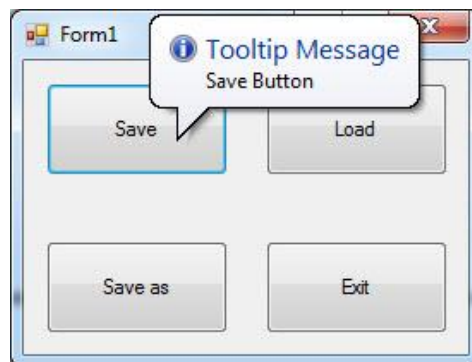 Form1
Tooltip Message
Save Button
Save
Load
Save as
Exit